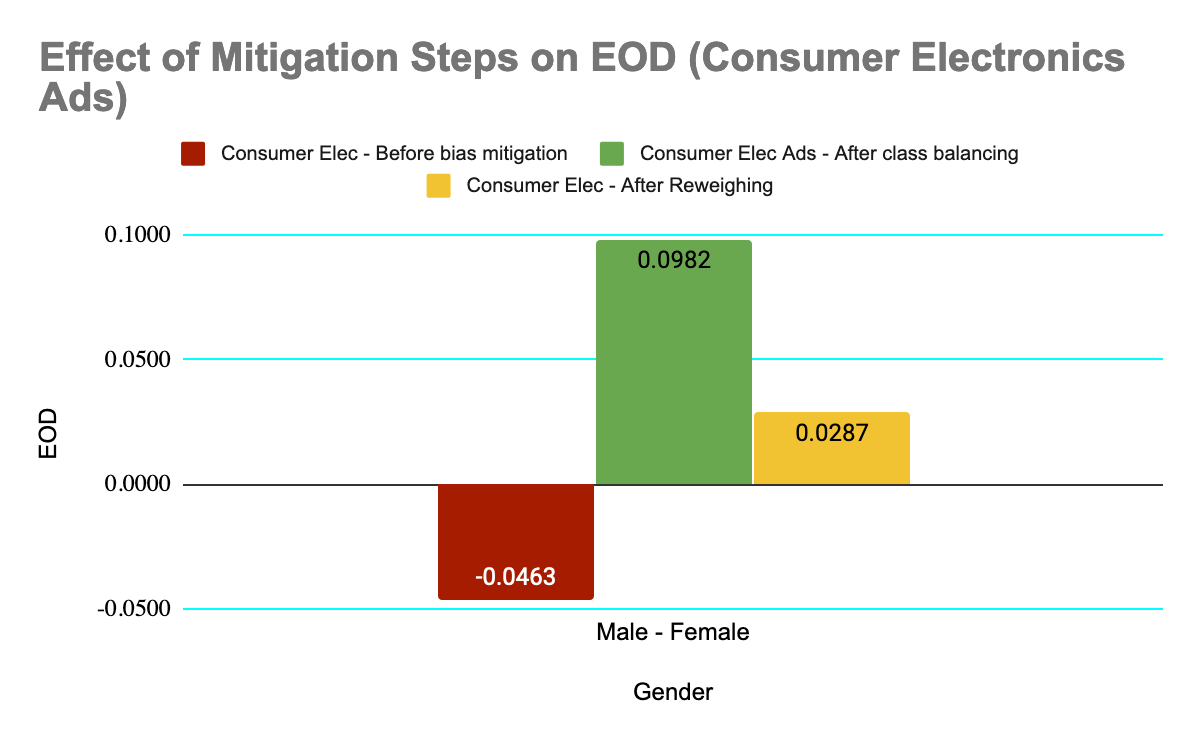 Effect of Mitigation Steps on EOD (Consumer Electronics
Ads)
Consumer Elec - Before bias mitigation
Consumer Elec Ads - After class balancing
Consumer Elec - After Reweighing
0.1000
0.0982
0.0500
0.0287
EOD
0.0000
-0.0463
-0.0500
Male - Female
Gender